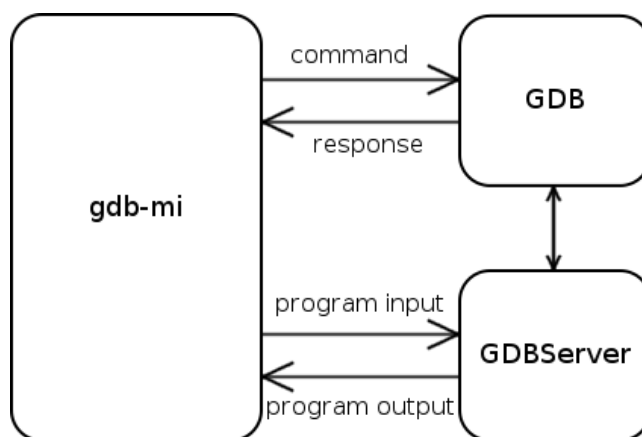 command
GDB
response
gdb-mi
program input
GDBServer
program output